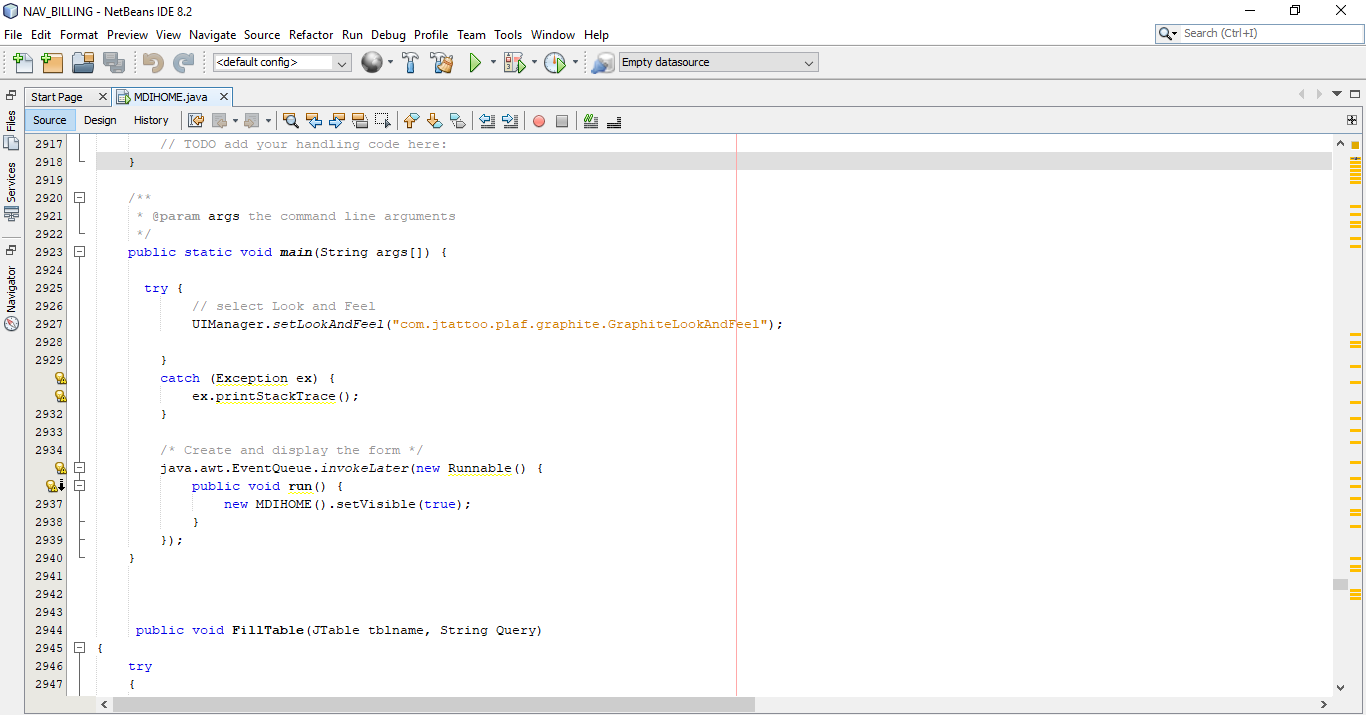 NAV_BILLING - NetBeans IDE 8.2
File Edit Format Preview View Navigate Source Refactor Run Debug Profile Team Tools Window Help
Search (Ctrl+I)
<default config>
Empty datasource
Start Page
MDIHOME.java
Source Design History
Files
Services
Navigator
2917 // TODO add your handling code here:
2918 }
2919
2920 /**
2921 * @param args the command line arguments
2922 */
2923 public static void main(String args[]) {
2924
2925 try {
2926 // select Look and Feel
2927 UIManager.setLookAndFeel("com.jtattoo.plaf.graphite.GraphiteLookAndFeel");
2928
2929 }
catch (Exception ex) {
ex.printStackTrace();
2932 }
2933
2934 /* Create and display the form */
java.awt.EventQueue.invokeLater(new Runnable() {
public void run() {
2937 new MDIHOME().setVisible(true);
2938 }
2939 });
2940 }
2941
2942
2943
2944 public void FillTable(JTable tblname, String Query)
2945 {
2946 try
2947 {